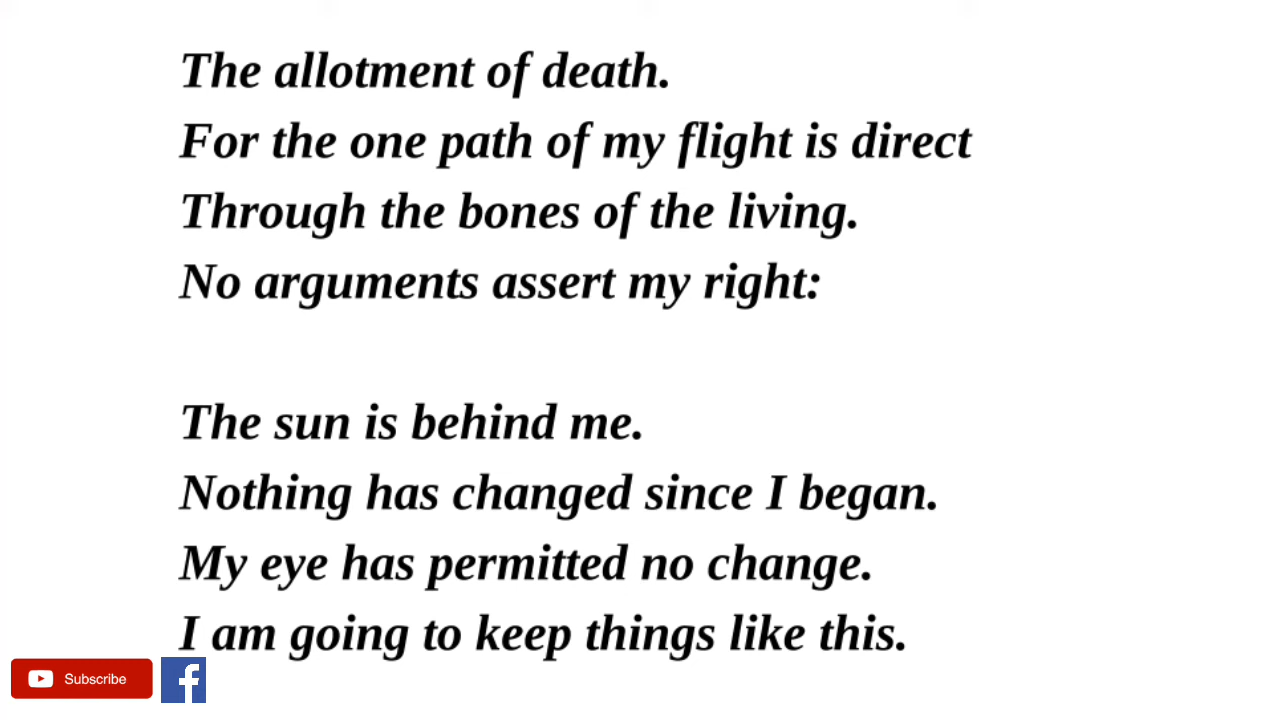 The allotment of death.
For the one path of my flight is direct
Through the bones of the living.
No arguments assert my right:
The sun is behind me.
Nothing has changed since I began.
My eye has permitted no change.
I am going to keep things like this.
Subscribe
f